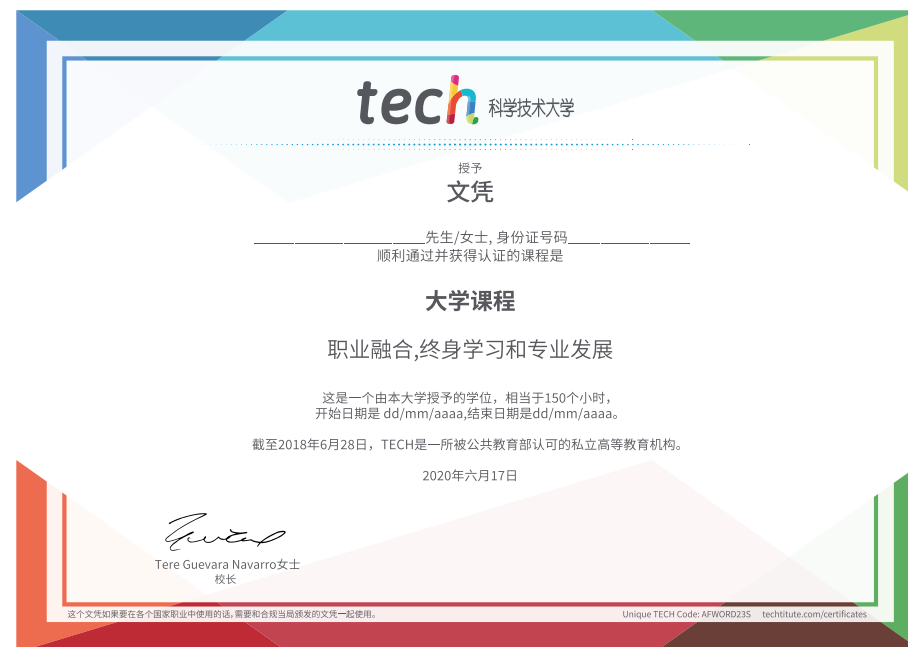 tech 科学技术大学
授予
文凭
先生/女士, 身份证号码
顺利通过并获得认证的课程是
大学课程
职业融合,终身学习和专业发展
这是一个由本大学授予的学位，相当于150个小时，
开始日期是 dd/mm/aaaa,结束日期是dd/mm/aaaa。
截至2018年6月28日，TECH是一所被公共教育部认可的私立高等教育机构。
2020年六月17日
Tere Guevara Navarro女士
校长
这个文凭如果要在各个国家职业中使用的话,需要和合规当局颁发的文凭一起使用。
Unique TECH Code: AFWORD23S techtitute.com/certificates